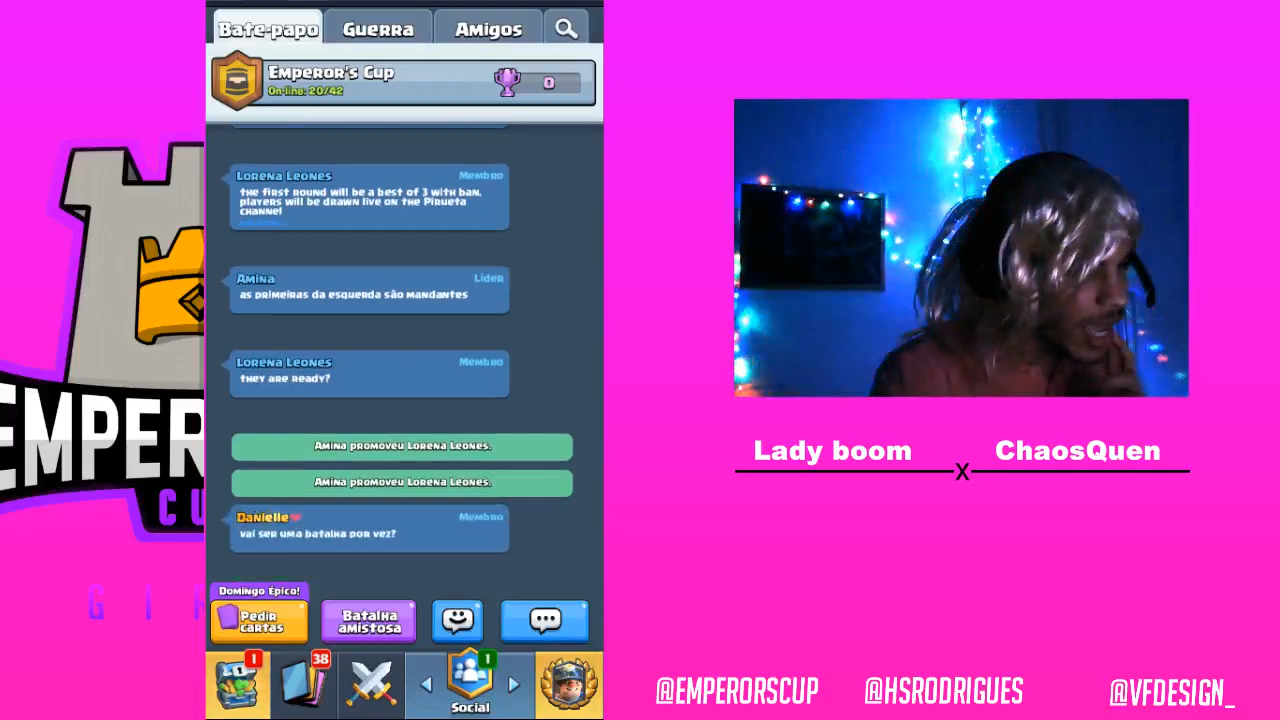 Bate-papo
Guerra
Amigos
Emperor's Cup
On-line: 20/42
0
Lorena Leones
Membro
the first round will be a best of 3 with ban.
players will be drawn live on the Pirueta
channel
Amina
Líder
as primeiras da esquerda são mandantes
Lorena Leones
Membro
they are ready?
Amina promoveu Lorena Leones.
Amina promoveu Lorena Leones.
Danielle
Membro
vai ser uma batalha por vez?
Domingo Épico!
Pedir
cartas
Batalha
amistosa
1
38
1
Social
EMPER
CU
G I
Lady boom
X
ChaosQuen
@EMPERORSCUP
@HSRODRIGUES
@VFDESIGN_